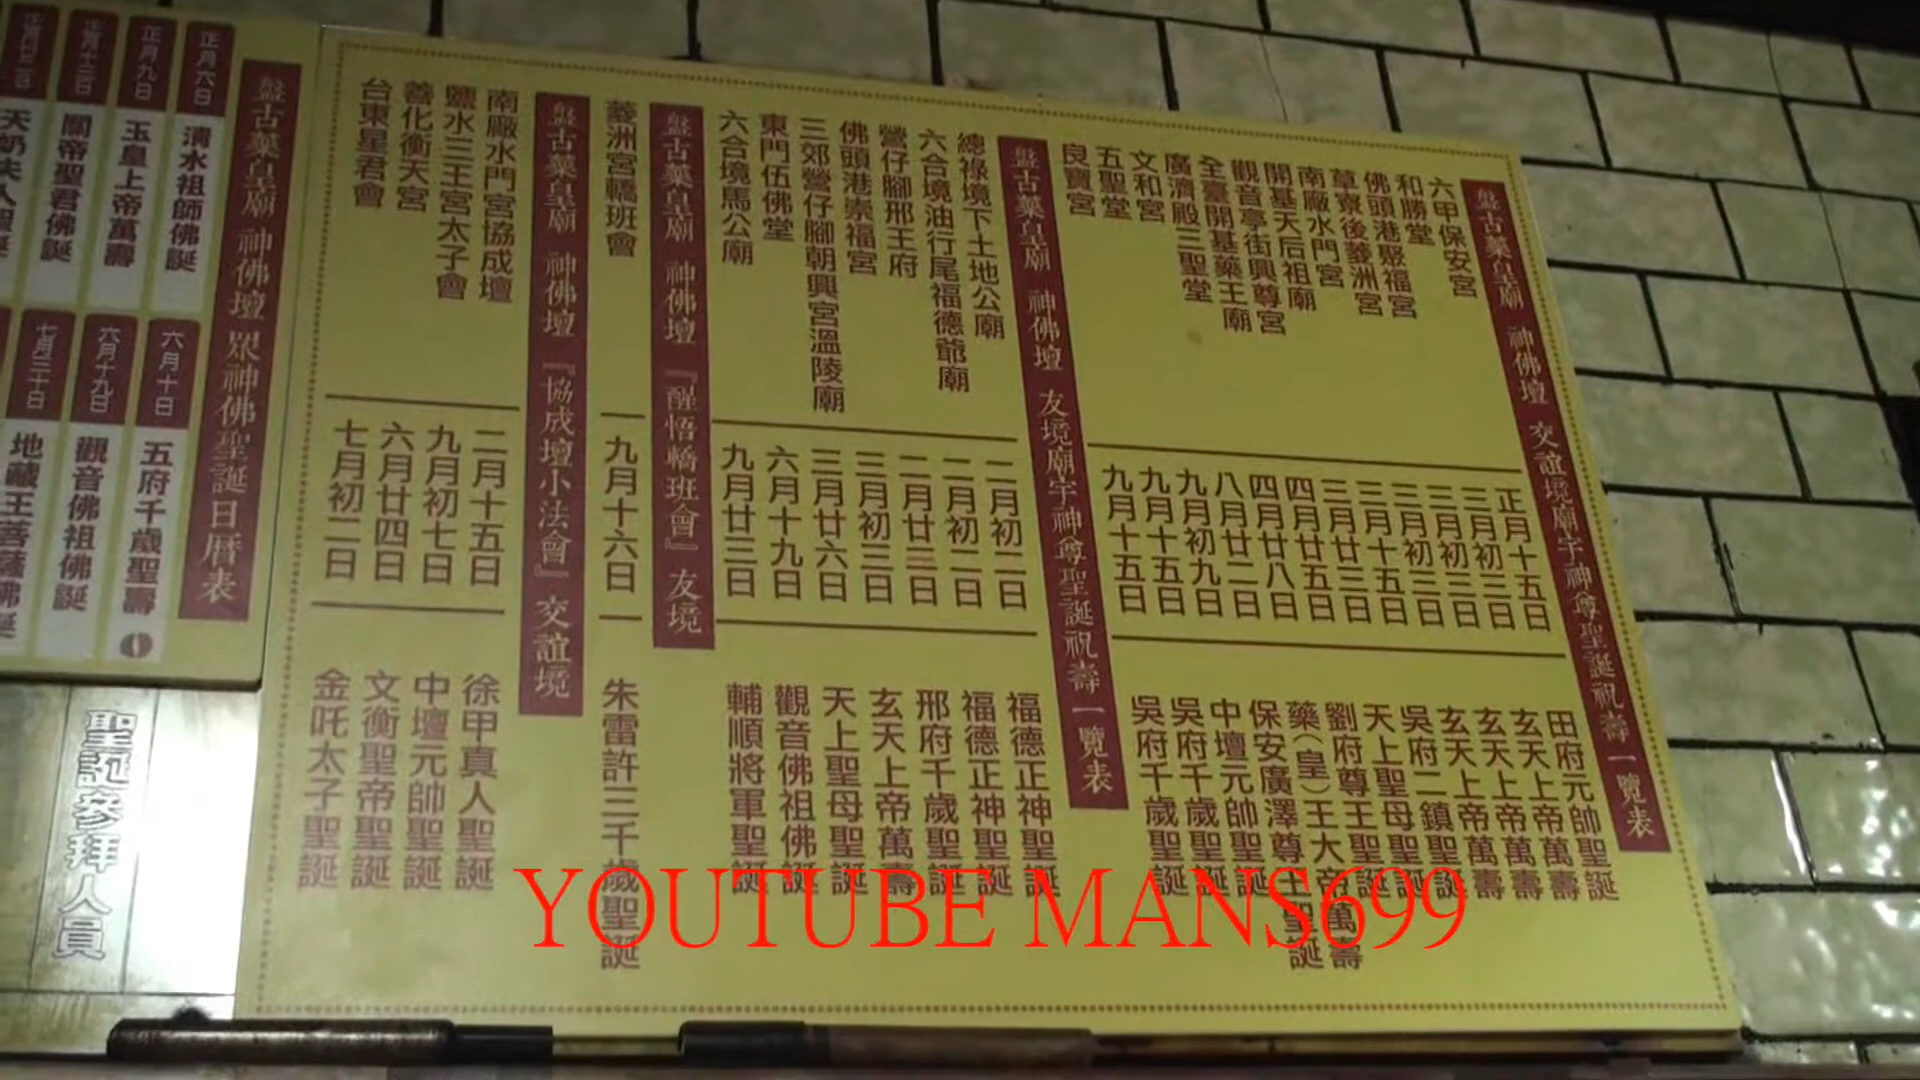 盤古藥皇廟 神佛壇 交誼境廟宇神尊聖誕祝壽一覽表
六甲保安宮 正月十五日 田府元帥聖誕
和勝堂 三月初三日 玄天上帝萬壽
佛頭港聚福宮 三月初三日 玄天上帝萬壽
草寮後菱洲宮 三月初三日 玄天上帝萬壽
南廠水門宮 三月十五日 吳府二鎮聖誕
開基天后祖廟 三月廿三日 天上聖母聖誕
觀音亭街興尊宮 四月十五日 劉府尊王聖誕
全臺開基藥王廟 四月廿八日 藥（皇）王大帝萬壽
廣濟殿三聖堂 八月廿二日 保安廣澤尊王聖誕
文和宮 九月初九日 中壇元帥聖誕
五聖堂 九月十五日 吳府千歲聖誕
良寶宮 九月十五日 吳府千歲聖誕
盤古藥皇廟 神佛壇 友境廟宇神尊聖誕祝壽一覽表
總祿境下土地公廟 二月初二日 福德正神聖誕
六合境油行尾福德爺廟 二月初二日 福德正神聖誕
營仔腳邢王府 二月廿三日 邢府千歲聖誕
佛頭港崇福宮 三月初三日 玄天上帝萬壽
三郊營仔腳朝興宮溫陵廟 三月廿六日 天上聖母聖誕
東門伍佛堂 六月十九日 觀音佛祖佛誕
六合境馬公廟 九月廿三日 輔順將軍聖誕
盤古藥皇廟 神佛壇『醒悟轎班會』友境
菱洲宮轎班會 九月十六日 朱雷許三千歲聖誕
盤古藥皇廟 神佛壇『協成壇小法會』交誼境
南廠水門宮協成壇 二月十五日 徐甲真人聖誕
鹽水三王宮太子會 九月初七日 中壇元帥聖誕
善化衡天宮 六月廿四日 文衡聖帝聖誕
台東星君會 七月初二日 金吒太子聖誕
盤古藥皇廟 神佛壇 眾神佛聖誕日曆表
正月六日 清水祖師佛誕
正月九日 玉皇上帝萬壽
正月十三日 關帝聖君佛誕
六月十日 五府千歲聖壽
六月十九日 觀音佛祖佛誕
七月三十日 地藏王菩薩佛誕
聖誕參拜人員
YOUTUBE MANS699